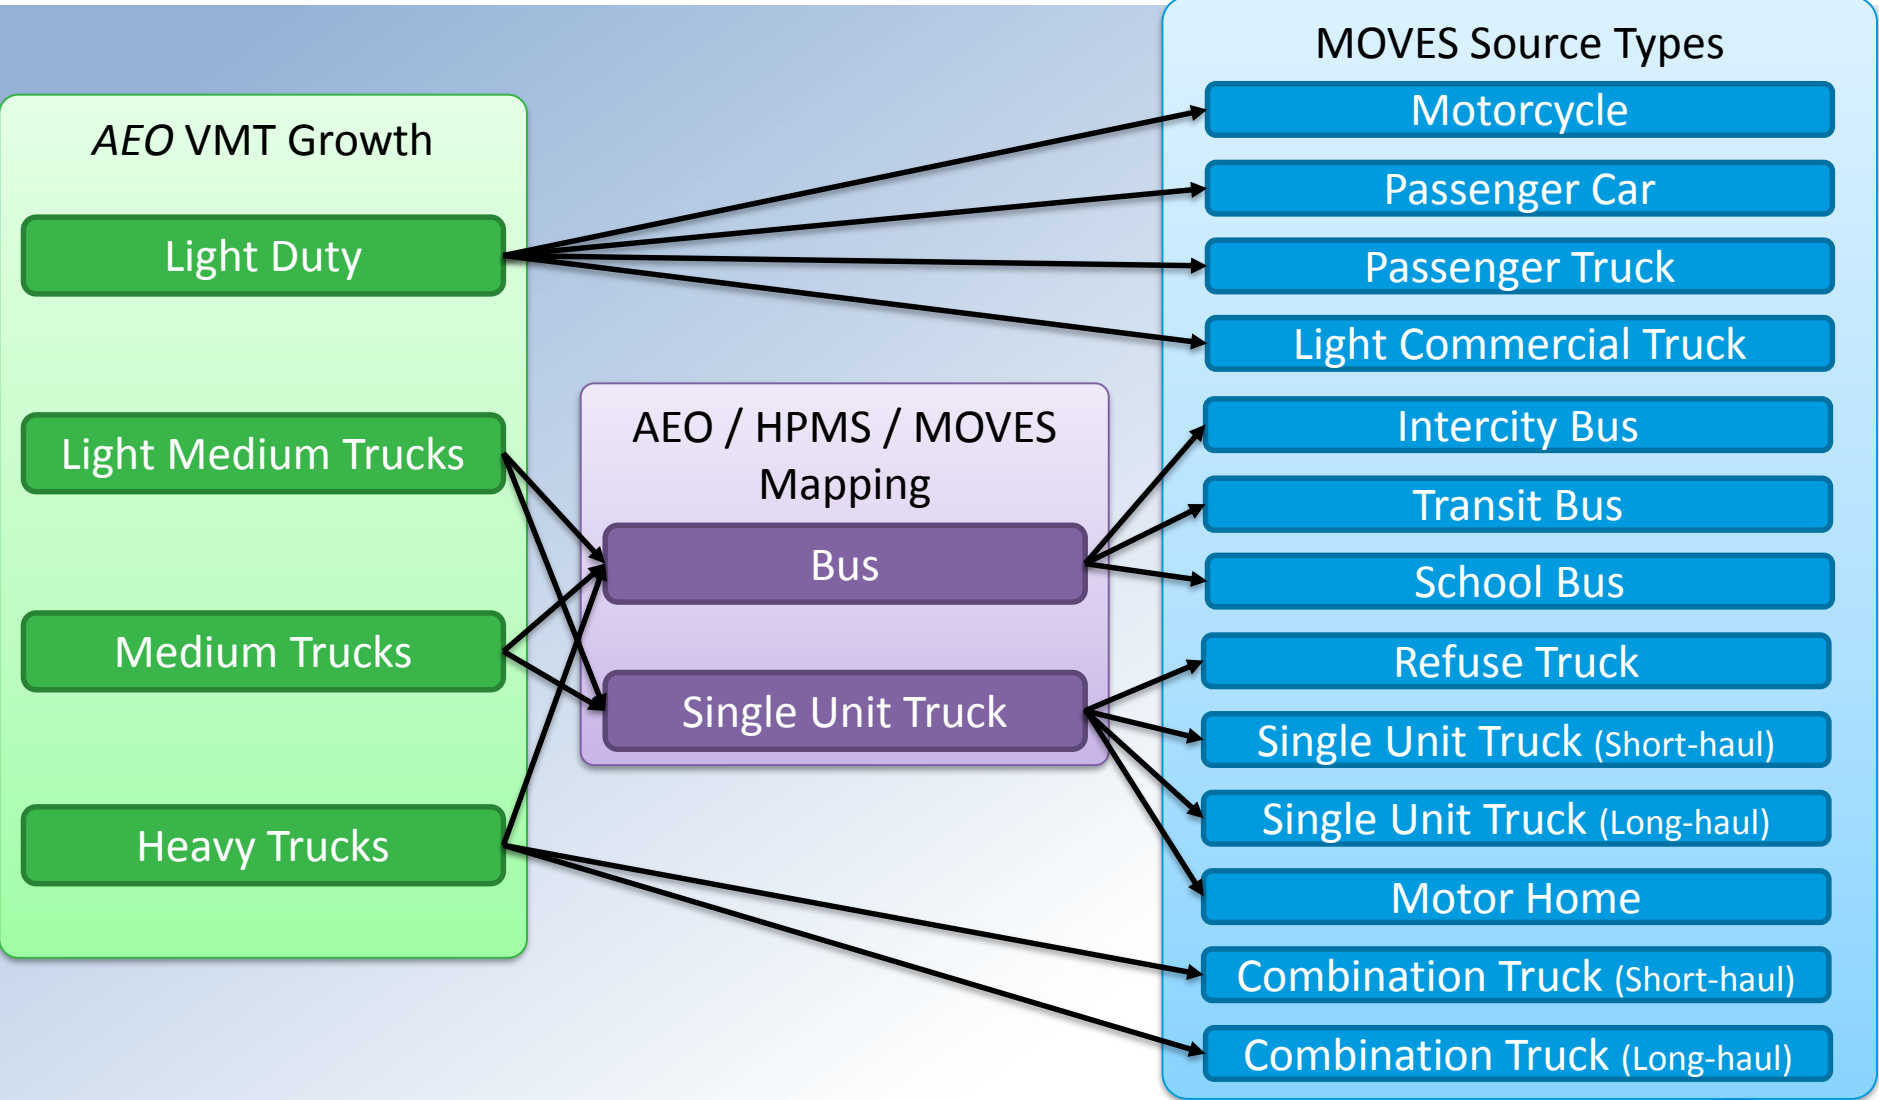 AEO VMT Growth
Light Duty
Light Medium Trucks
Medium Trucks
Heavy Trucks
AEO / HPMS / MOVES
Mapping
Bus
Single Unit Truck
MOVES Source Types
Motorcycle
Passenger Car
Passenger Truck
Light Commercial Truck
Intercity Bus
Transit Bus
School Bus
Refuse Truck
Single Unit Truck (Short-haul)
Single Unit Truck (Long-haul)
Motor Home
Combination Truck (Short-haul)
Combination Truck (Long-haul)